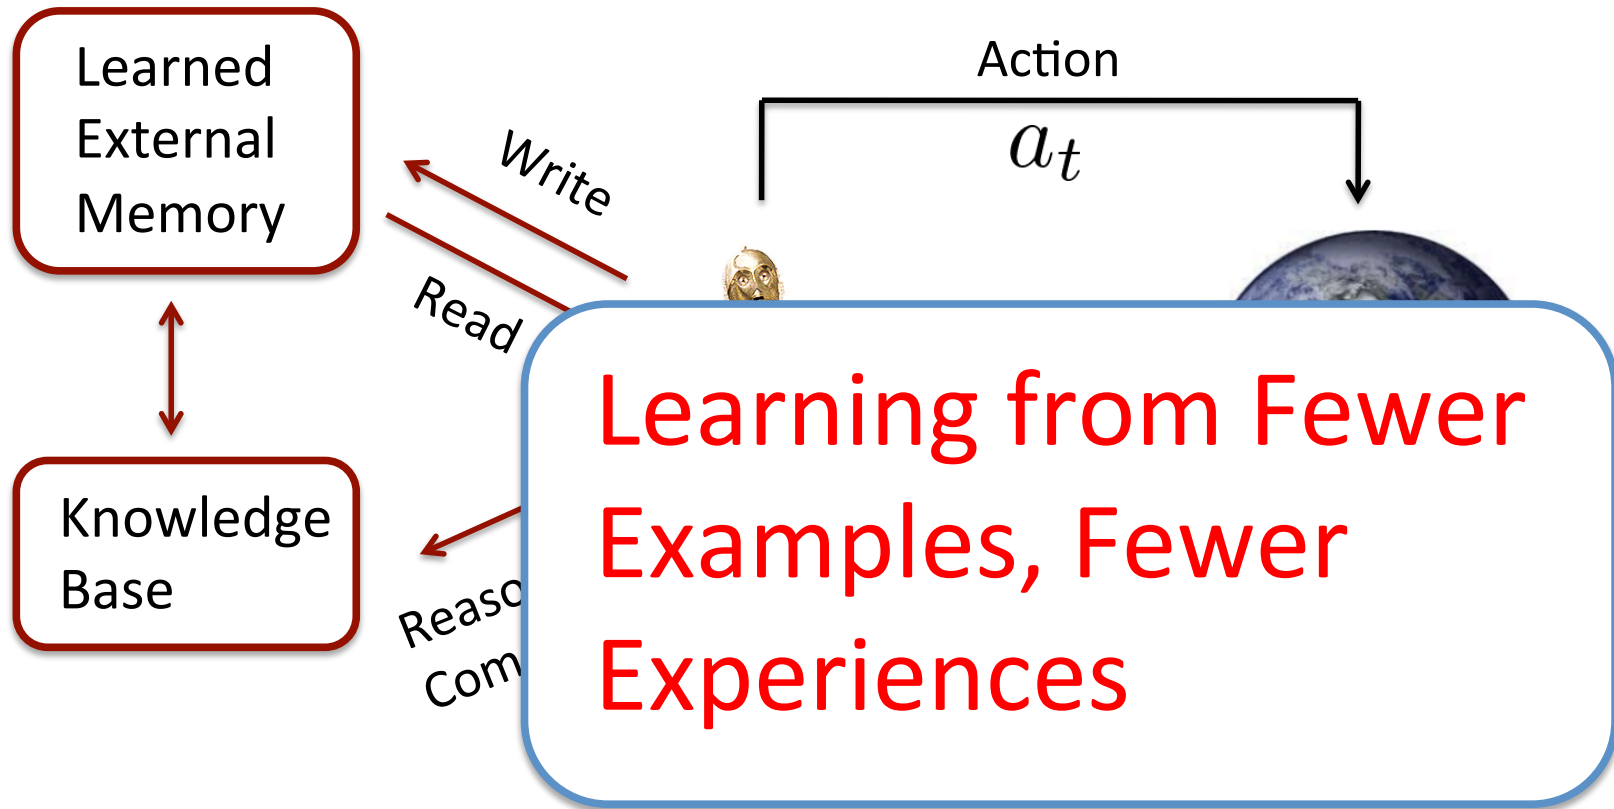 Learned
External
Memory
Action
a_t
Write
Read
Learning from Fewer
Examples, Fewer
Experiences
Knowledge
Base